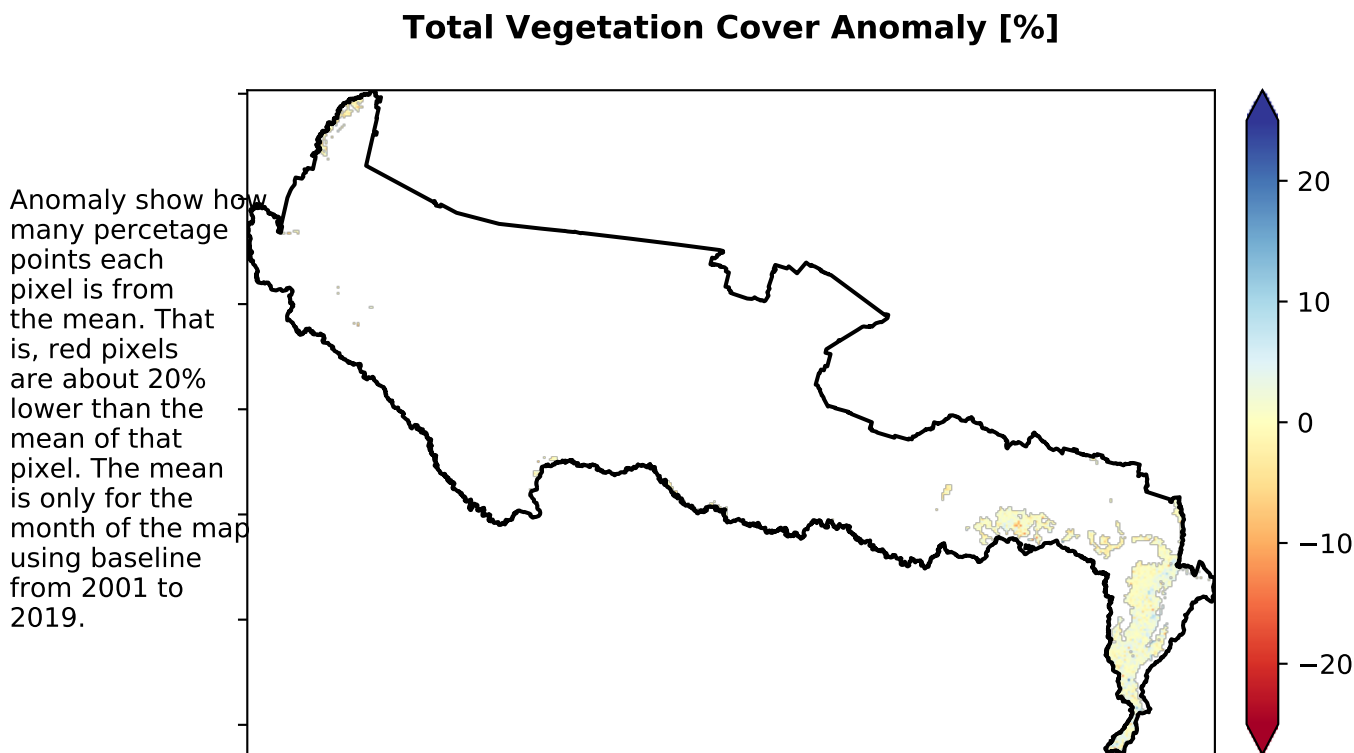 Total Vegetation Cover Anomaly [%]
Anomaly show how
many percetage
points each
pixel is from
the mean. That
is, red pixels
are about 20%
lower than the
mean of that
pixel. The mean
is only for the
month of the map
using baseline
from 2001 to
2019.
20
10
0
−10
−20